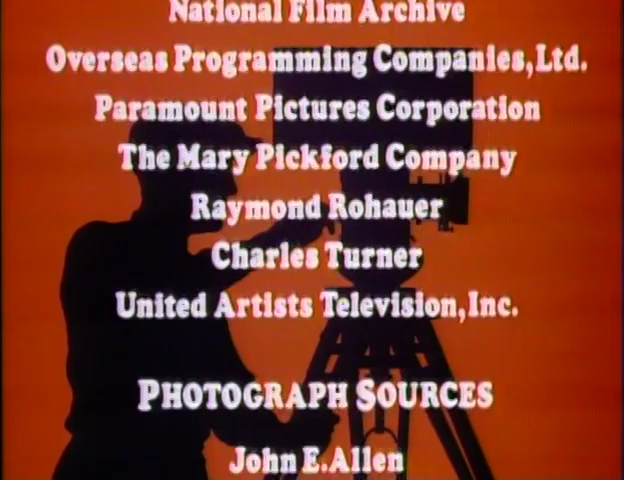 National Film Archive
Overseas Programming Companies,Ltd.
Paramount Pictures Corporation
The Mary Pickford Company
Raymond Rohauer
Charles Turner
United Artists Television,Inc.
PHOTOGRAPH SOURCES
John E.Allen